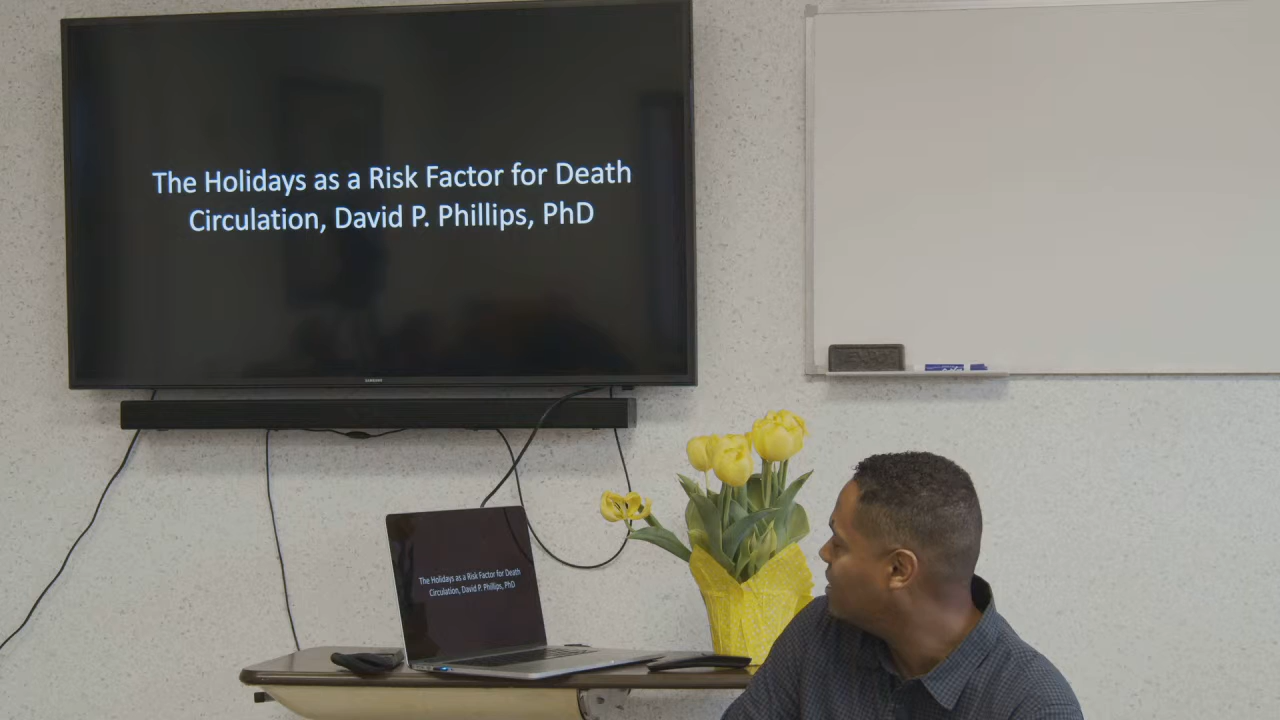 The Holidays as a Risk Factor for Death
Circulation, David P. Phillips, PhD
SAMSUNG
The Holidays as a Risk Factor for Death
Circulation, David P. Phillips, PhD